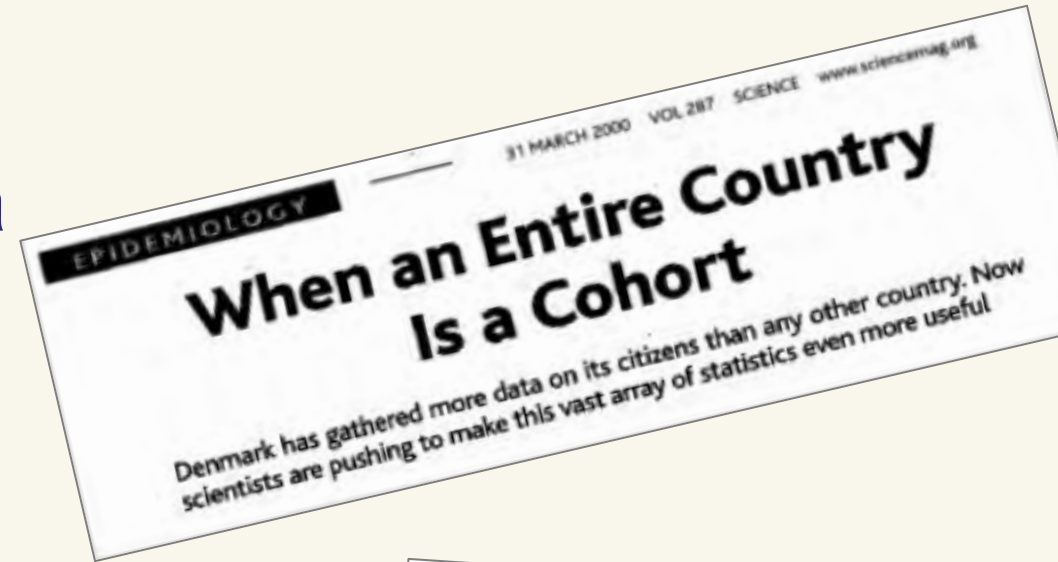 31 MARCH 2000 VOL 287 SCIENCE www.sciencemag.org
EPIDEMIOLOGY
When an Entire Country
Is a Cohort
Denmark has gathered more data on its citizens than any other country. Now
scientists are pushing to make this vast array of statistics even more useful